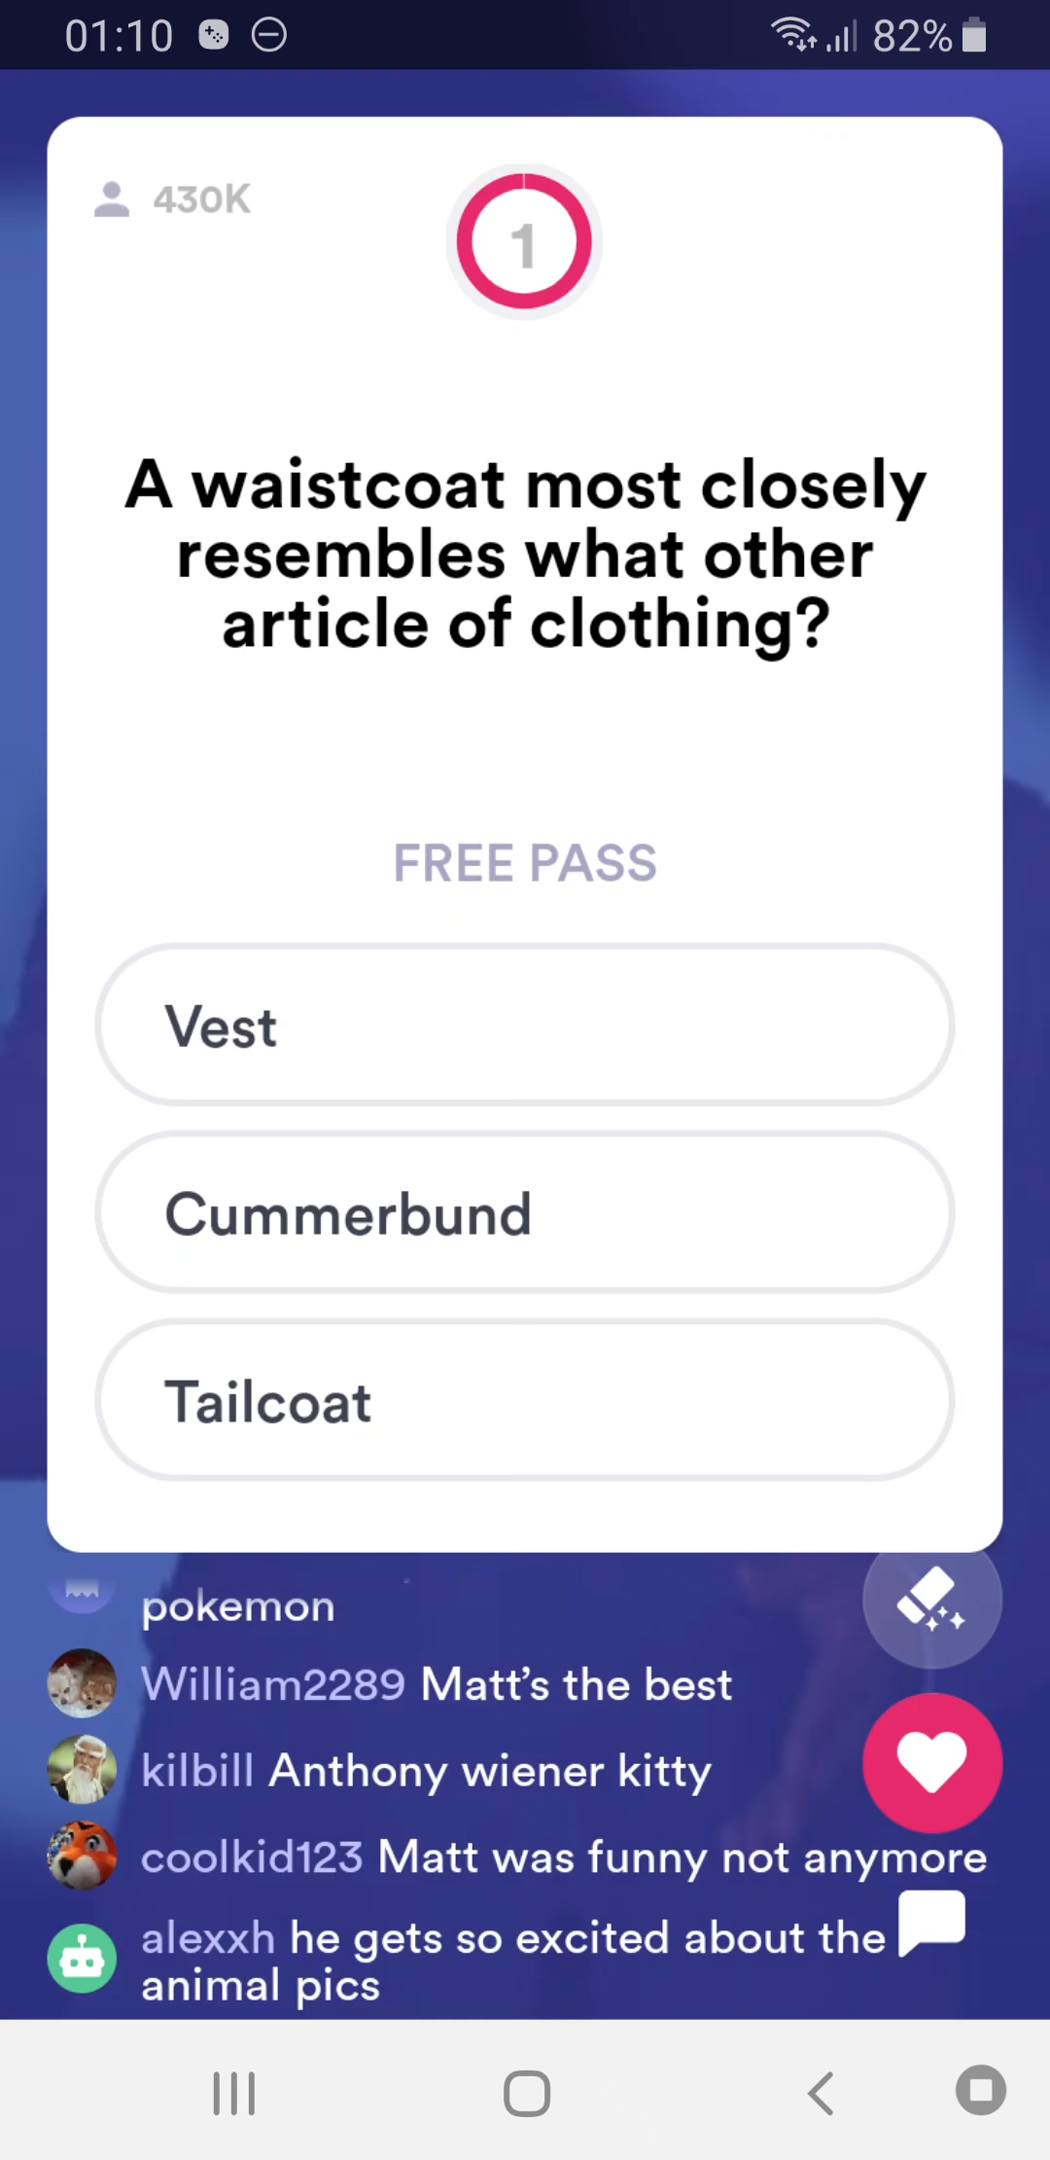 01:10
82%
430K
1
A waistcoat most closely
resembles what other
article of clothing?
FREE PASS
Vest
Cummerbund
Tailcoat
pokemon
William2289 Matt's the best
kilbill Anthony wiener kitty
coolkid123 Matt was funny not anymore
alexxh he gets so excited about the
animal pics